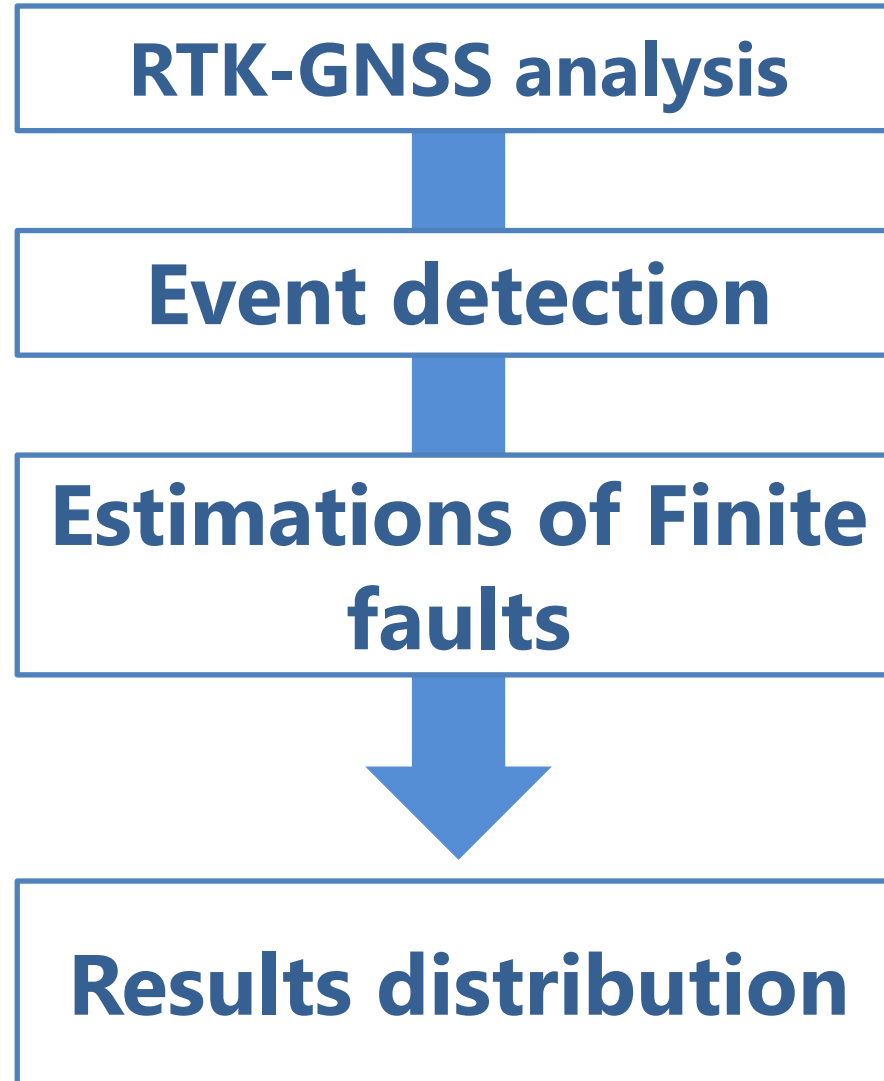 RTK-GNSS analysis
Event detection
Estimations of Finite
faults
Results distribution